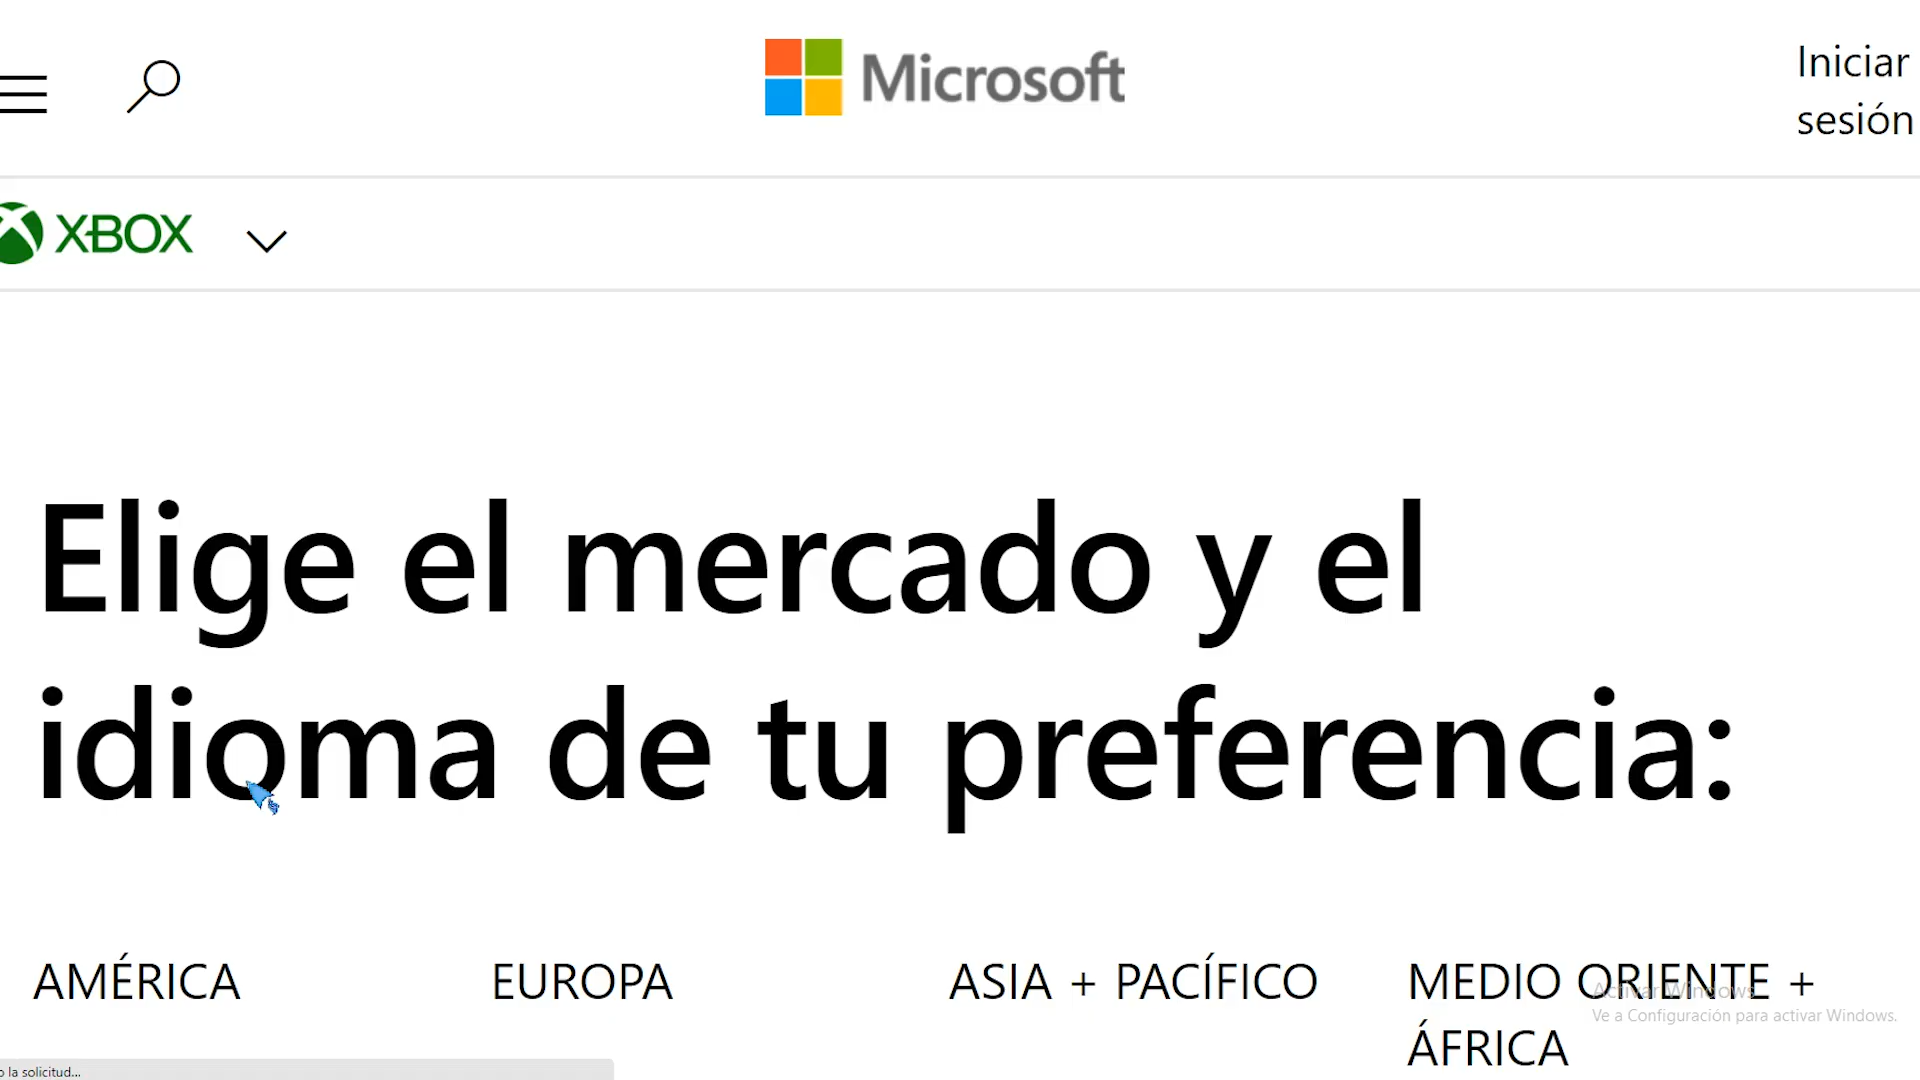 Microsoft
Iniciar
sesión
XBOX
Elige el mercado y el
idioma de tu preferencia:
AMÉRICA
EUROPA
ASIA + PACÍFICO
MEDIO ORIENTE +
ÁFRICA
Activar Windows
Ve a Configuración para activar Windows.
la solicitud...